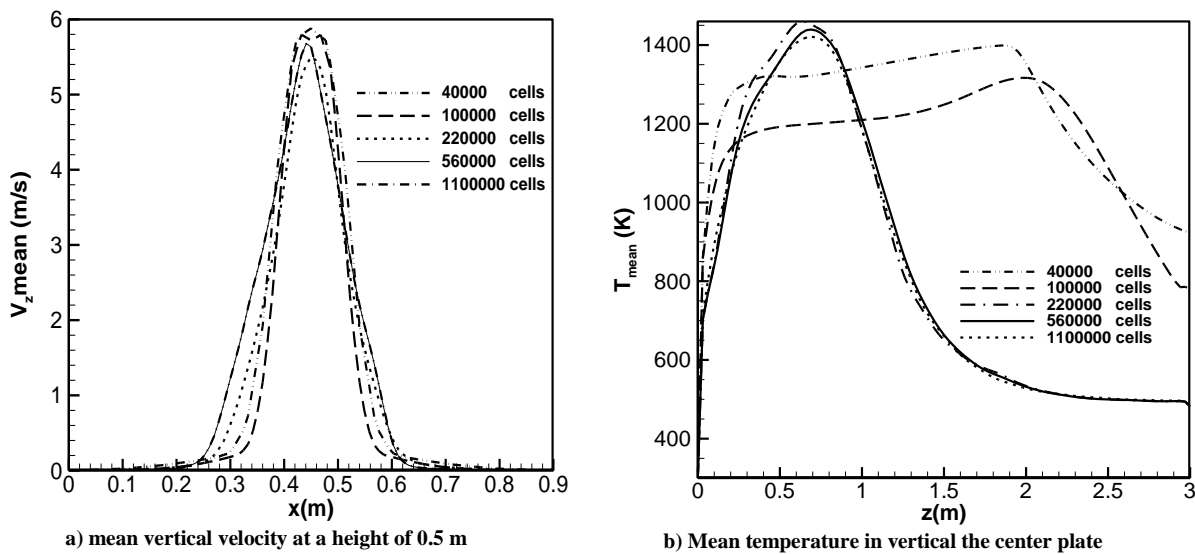 6
5
4
3
2
1
0
V_z mean (m/s)
40000 cells
100000 cells
220000 cells
560000 cells
1100000 cells
0 0.1 0.2 0.3 0.4 0.5 0.6 0.7 0.8 0.9
x(m)
a) mean vertical velocity at a height of 0.5 m
1400
1200
1000
800
600
400
T_mean (K)
40000 cells
100000 cells
220000 cells
560000 cells
1100000 cells
0 0.5 1 1.5 2 2.5 3
z(m)
b) Mean temperature in vertical the center plate